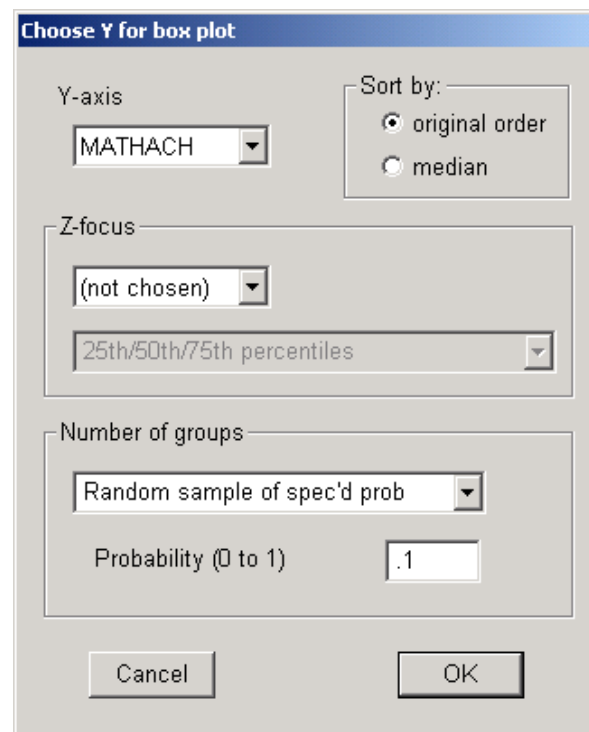 Choose Y for box plot
Y-axis
MATHACH
Sort by:
original order
median
Z-focus
(not chosen)
25th/50th/75th percentiles
Number of groups
Random sample of spec'd prob
Probability (0 to 1)
.1
Cancel
OK